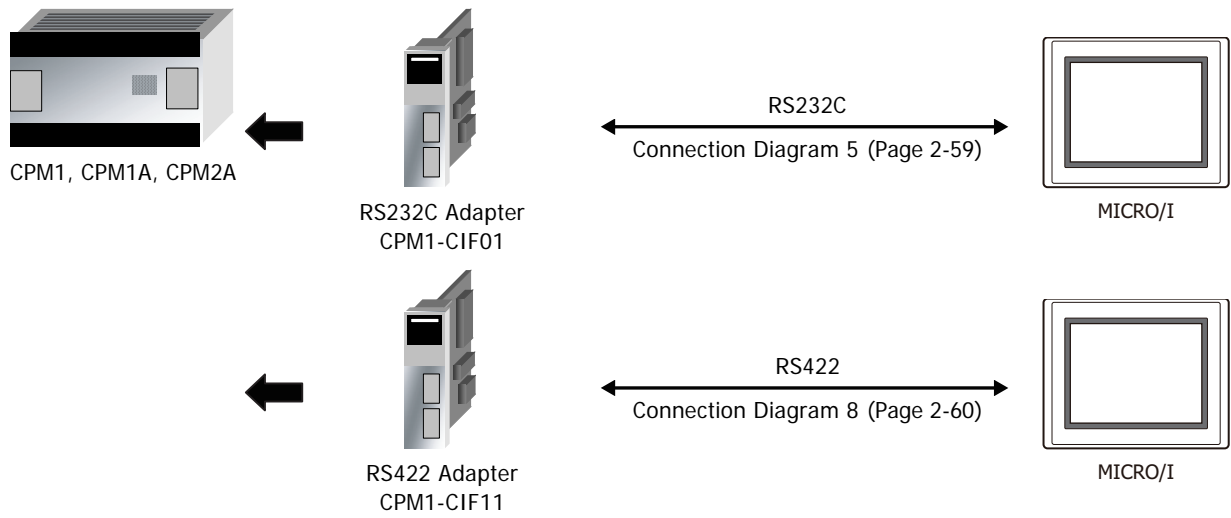 RS232C
Connection Diagram 5 (Page 2-59)
CPM1, CPM1A, CPM2A
RS232C Adapter
CPM1-CIF01
MICRO/I
RS422
Connection Diagram 8 (Page 2-60)
RS422 Adapter
CPM1-CIF11
MICRO/I